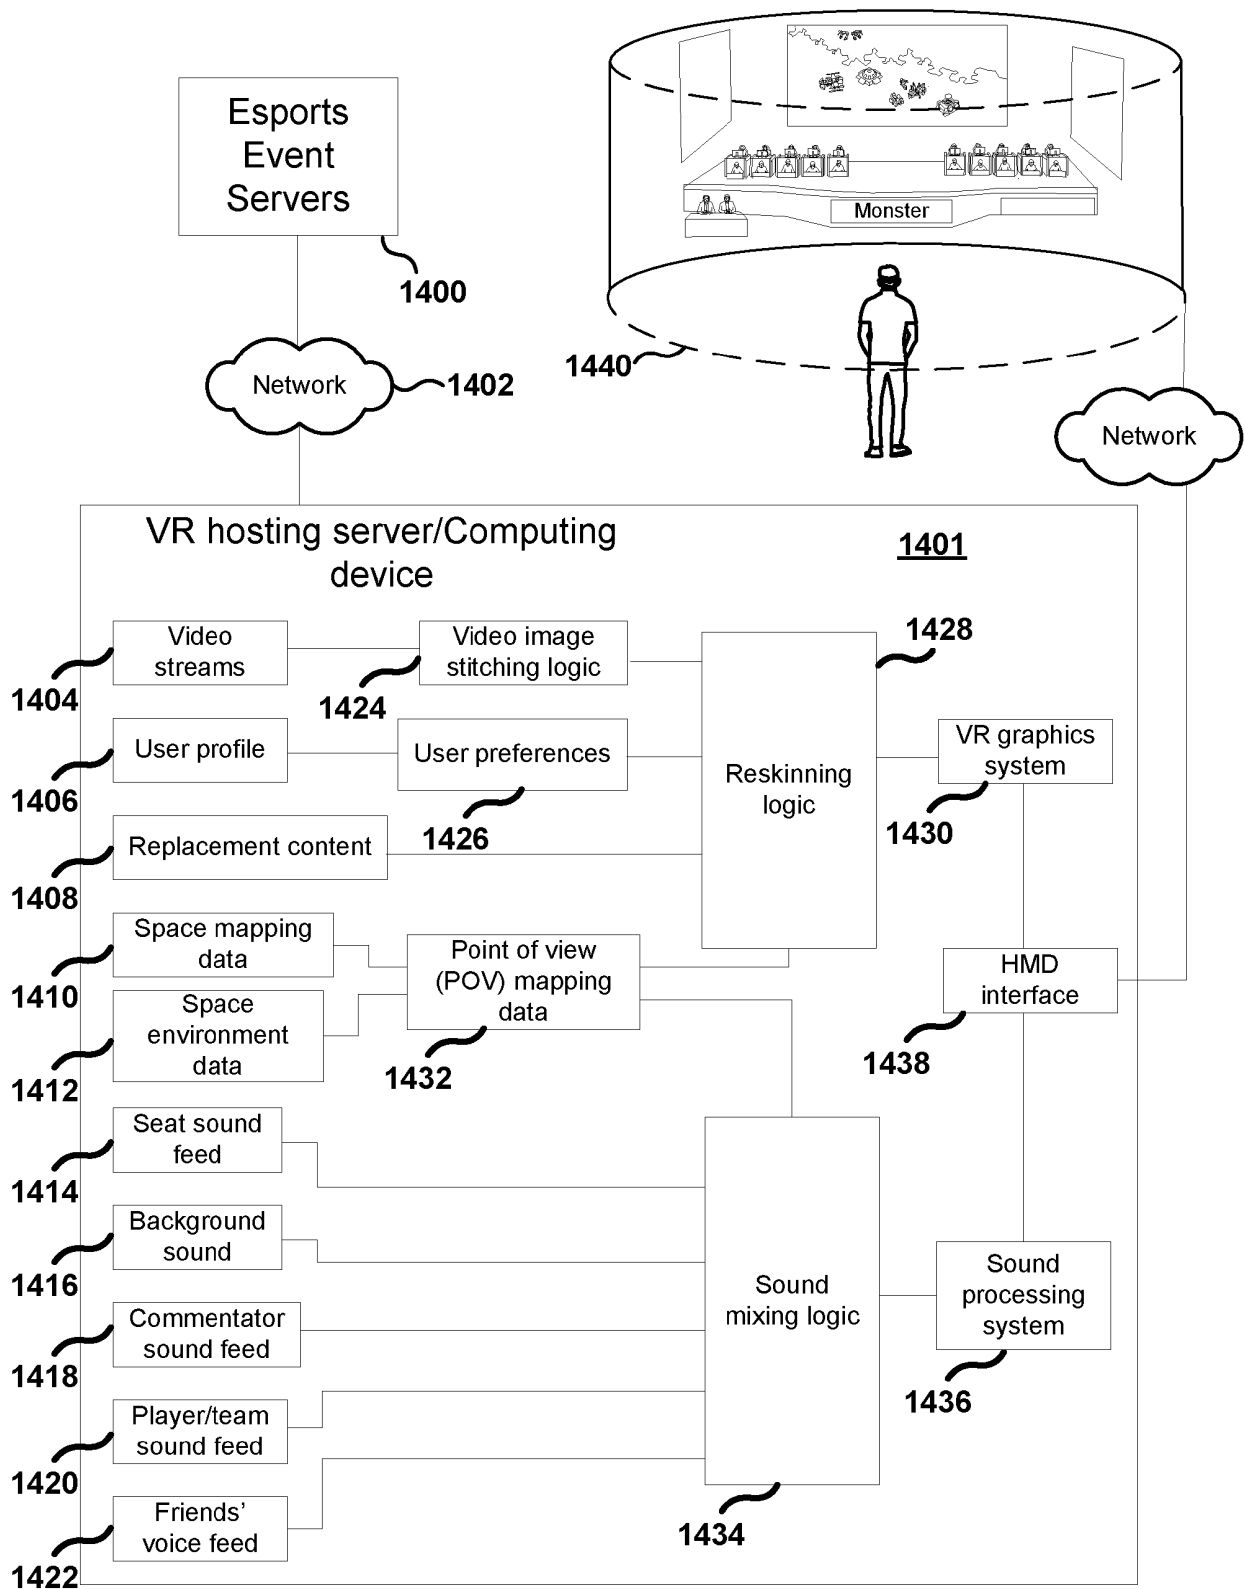 Esports
Event
Servers
1400
Monster
1440
Network
1402
Network
VR hosting server/Computing
device
1401
Video
streams
1404
Video image
stitching logic
1424
1428
User profile
1406
User preferences
1426
Reskinning
logic
VR graphics
system
1430
Replacement content
1408
Space mapping
data
1410
Point of view
(POV) mapping
data
1432
HMD
interface
1438
Space
environment
data
1412
Seat sound
feed
1414
Background
sound
1416
Sound
mixing logic
1434
Sound
processing
system
1436
Commentator
sound feed
1418
Player/team
sound feed
1420
Friends’
voice feed
1422